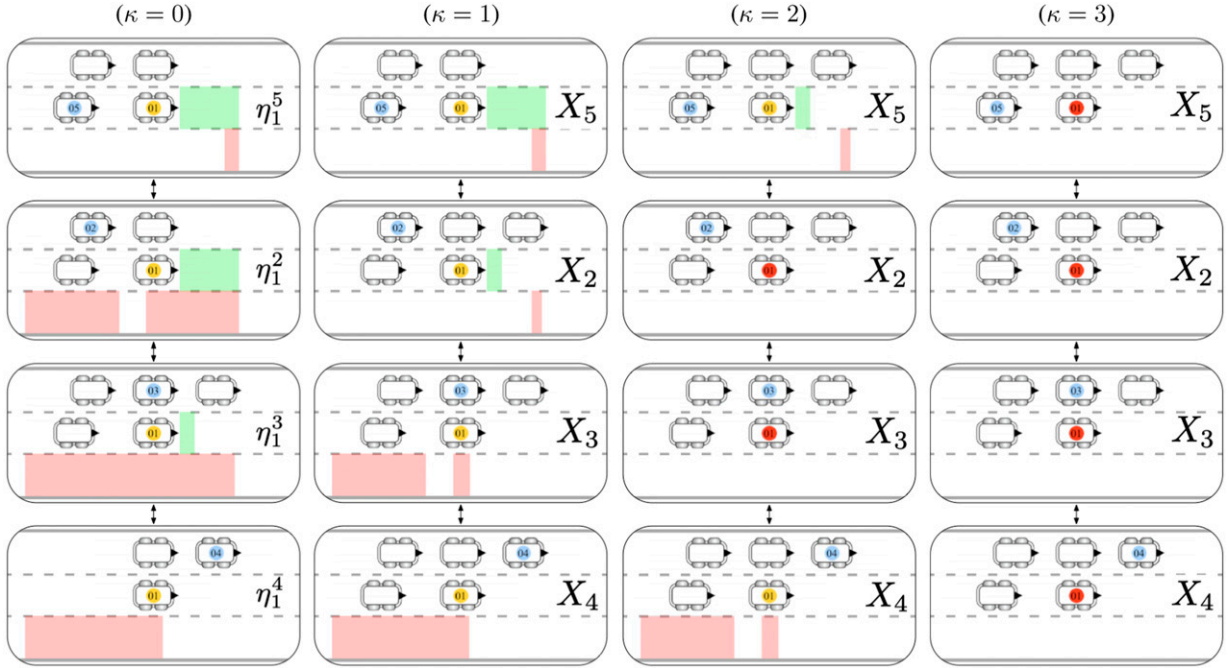 (κ = 0) (κ = 1) (κ = 2) (κ = 3)
05 01 η₁⁵ 05 01 X₅ 05 01 X₅ 05 01 X₅
02 02 02 02
01 η₁² 01 X₂ 01 X₂ 01 X₂
03 03 03 03
01 η₁³ 01 X₃ 01 X₃ 01 X₃
04 04 04 04
01 η₁⁴ 01 X₄ 01 X₄ 01 X₄